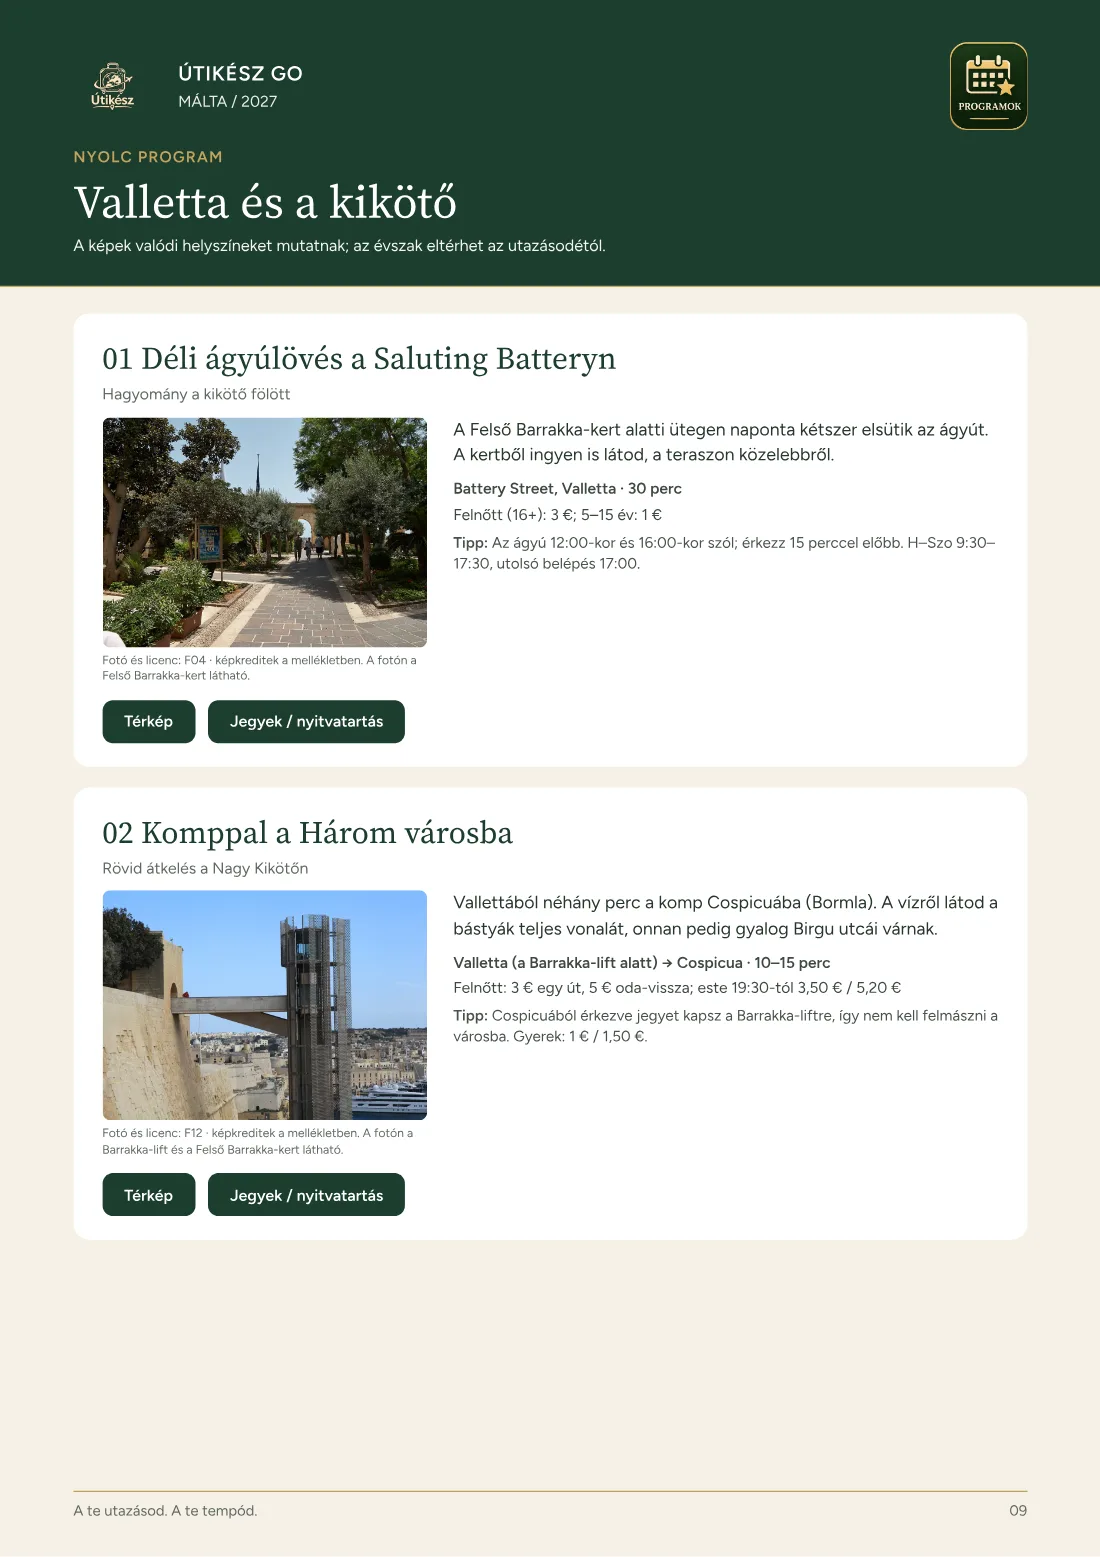 Útikész
ÚTIKÉSZ GO
MÁLTA / 2027
PROGRAMOK
NYOLC PROGRAM
Valletta és a kikötő
A képek valódi helyszíneket mutatnak; az évszak eltérhet az utazásodétól.
01 Déli ágyúlövés a Saluting Batteryn
Hagyomány a kikötő fölött
A Felső Barrakka-kert alatti ütegen naponta kétszer elsütik az ágyút.
A kertből ingyen is látod, a teraszon közelebbről.
Battery Street, Valletta · 30 perc
Felnőtt (16+): 3 €; 5–15 év: 1 €
Tipp: Az ágyú 12:00-kor és 16:00-kor szól; érkezz 15 perccel előbb. H–Szo 9:30–
17:30, utolsó belépés 17:00.
Fotó és licenc: F04 · képkreditek a mellékletben. A fotón a
Felső Barrakka-kert látható.
Térkép
Jegyek / nyitvatartás
02 Komppal a Három városba
Rövid átkelés a Nagy Kikötőn
Vallettából néhány perc a komp Cospicuába (Bormla). A vízről látod a
bástyák teljes vonalát, onnan pedig gyalog Birgu utcái várnak.
Valletta (a Barrakka-lift alatt) → Cospicua · 10–15 perc
Felnőtt: 3 € egy út, 5 € oda-vissza; este 19:30-tól 3,50 € / 5,20 €
Tipp: Cospicuából érkezve jegyet kapsz a Barrakka-liftre, így nem kell felmászni a
városba. Gyerek: 1 € / 1,50 €.
Fotó és licenc: F12 · képkreditek a mellékletben. A fotón a
Barrakka-lift és a Felső Barrakka-kert látható.
Térkép
Jegyek / nyitvatartás
A te utazásod. A te tempód.
09